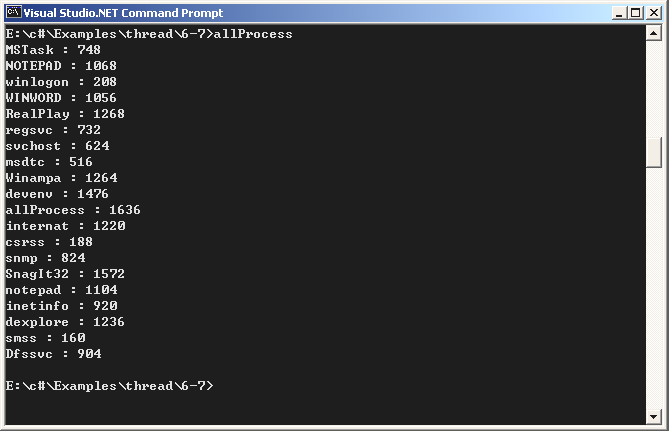 Visual Studio.NET Command Prompt
E:\c#\Examples\thread\6-7>allProcess
MSTask : 748
NOTEPAD : 1068
winlogon : 208
WINWORD : 1056
RealPlay : 1268
regsvc : 732
svchost : 624
msdtc : 516
Winampa : 1264
devenv : 1476
allProcess : 1636
internat : 1220
csrss : 188
snmp : 824
SnagIt32 : 1572
notepad : 1104
inetinfo : 920
dexplore : 1236
smss : 160
Dfssvc : 904
E:\c#\Examples\thread\6-7>